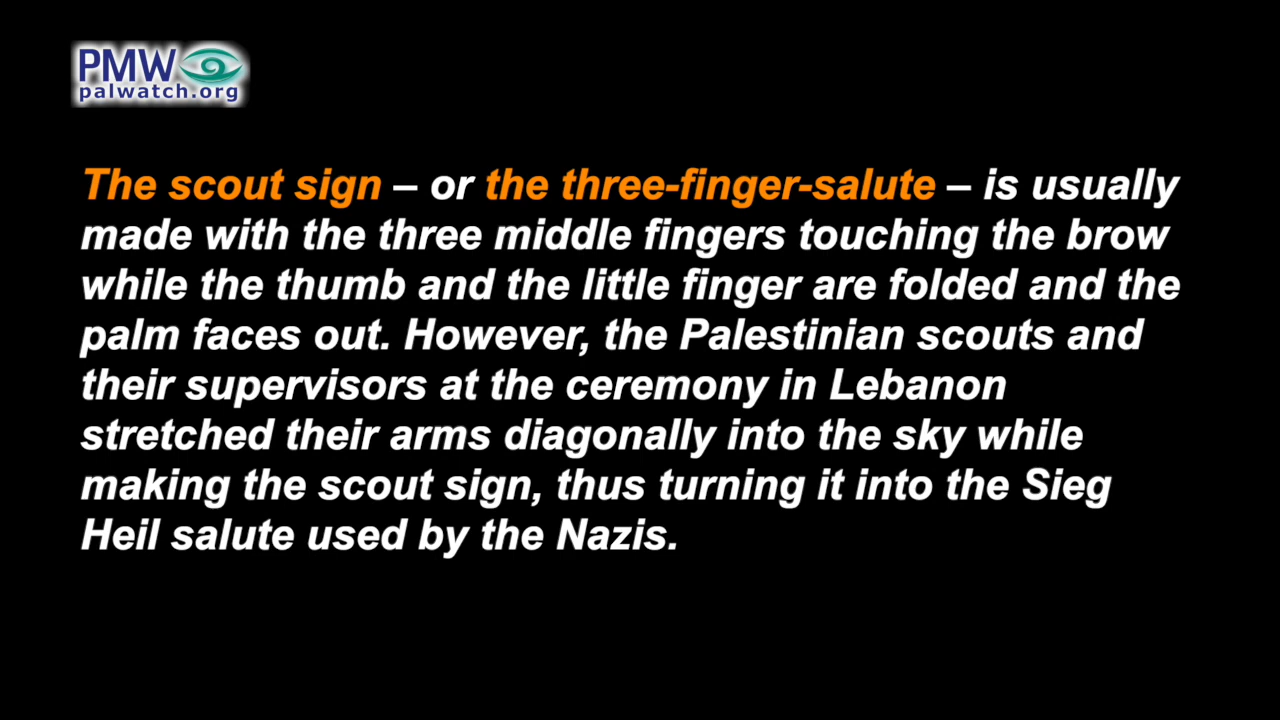 PMW
palwatch.org
The scout sign – or the three-finger-salute – is usually
made with the three middle fingers touching the brow
while the thumb and the little finger are folded and the
palm faces out. However, the Palestinian scouts and
their supervisors at the ceremony in Lebanon
stretched their arms diagonally into the sky while
making the scout sign, thus turning it into the Sieg
Heil salute used by the Nazis.